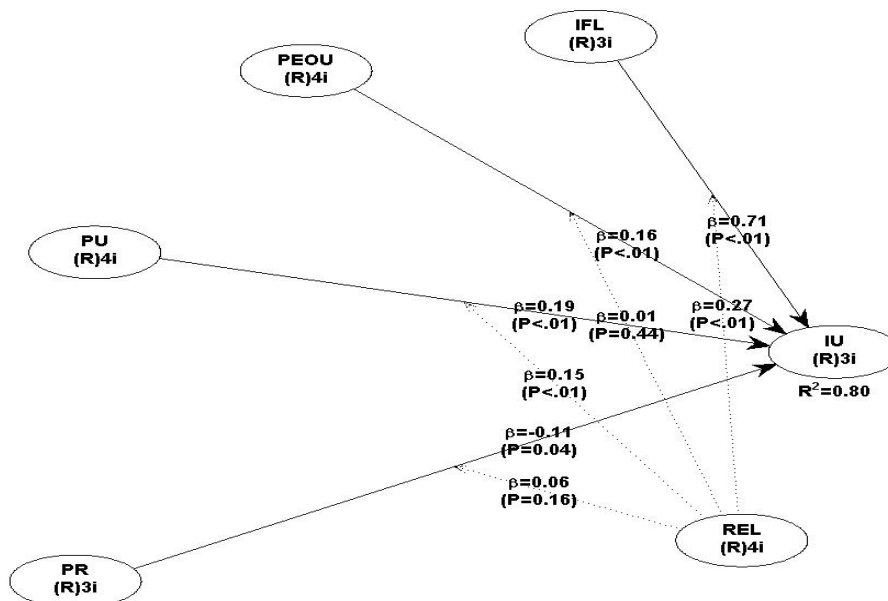 IFL
(R)3i
PEOU
(R)4i
β=0.71
(P<.01)
β=0.16
(P<.01)
PU
(R)4i
β=0.19
(P<.01)
β=0.01
(P=0.44)
β=0.27
(P<.01)
IU
(R)3i
R²=0.80
β=0.15
(P<.01)
β=-0.11
(P=0.04)
β=0.06
(P=0.16)
REL
(R)4i
PR
(R)3i